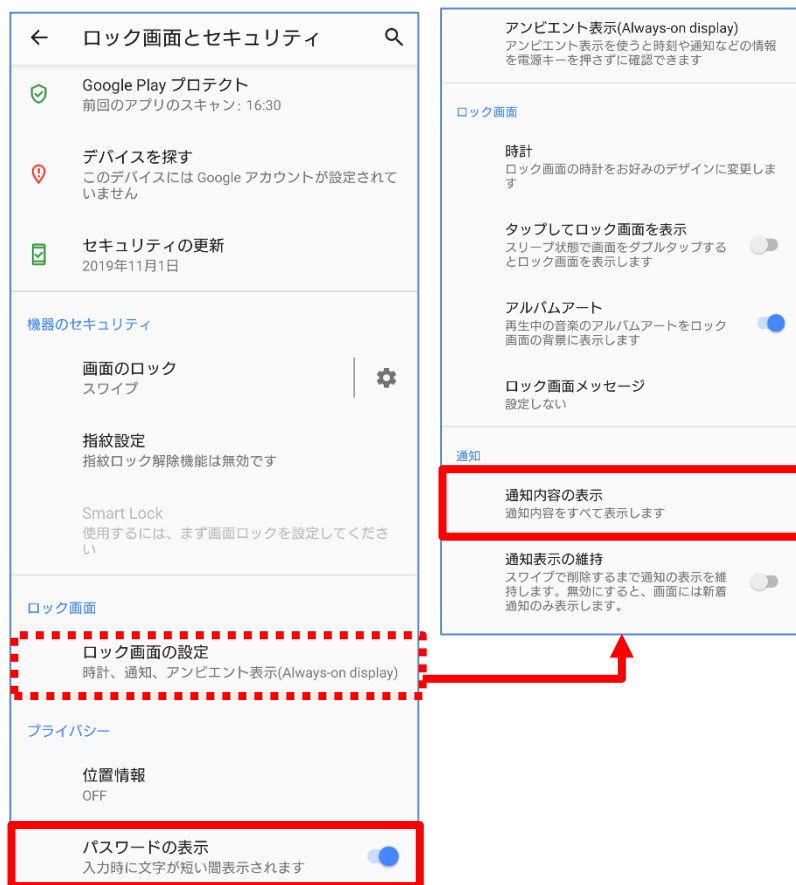 ロック画面とセキュリティ
Google Play プロテクト
前回のアプリのスキャン: 16:30
デバイスを探す
このデバイスには Google アカウントが設定されて
いません
セキュリティの更新
2019年11月1日
機器のセキュリティ
画面のロック
スワイプ
指紋設定
指紋ロック解除機能は無効です
Smart Lock
使用するには、まず画面ロックを設定してくださ
い
ロック画面
ロック画面の設定
時計、通知、アンビエント表示(Always-on display)
プライバシー
位置情報
OFF
パスワードの表示
入力時に文字が短い間表示されます
アンビエント表示(Always-on display)
アンビエント表示を使うと時刻や通知などの情報
を電源キーを押さずに確認できます
ロック画面
時計
ロック画面の時計をお好みのデザインに変更しま
す
タップしてロック画面を表示
スリープ状態で画面をダブルタップする
とロック画面を表示します
アルバムアート
再生中の音楽のアルバムアートをロック
画面の背景に表示します
ロック画面メッセージ
設定しない
通知
通知内容の表示
通知内容をすべて表示します
通知表示の維持
スワイプで削除するまで通知の表示を維
持します。無効にすると、画面には新着
通知のみ表示します。